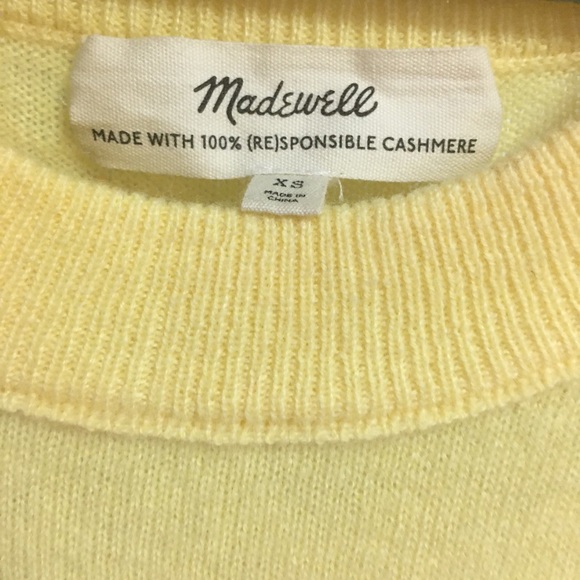 Madewell
MADE WITH 100% (RE)SPONSIBLE CASHMERE
XS
MADE IN
CHINA